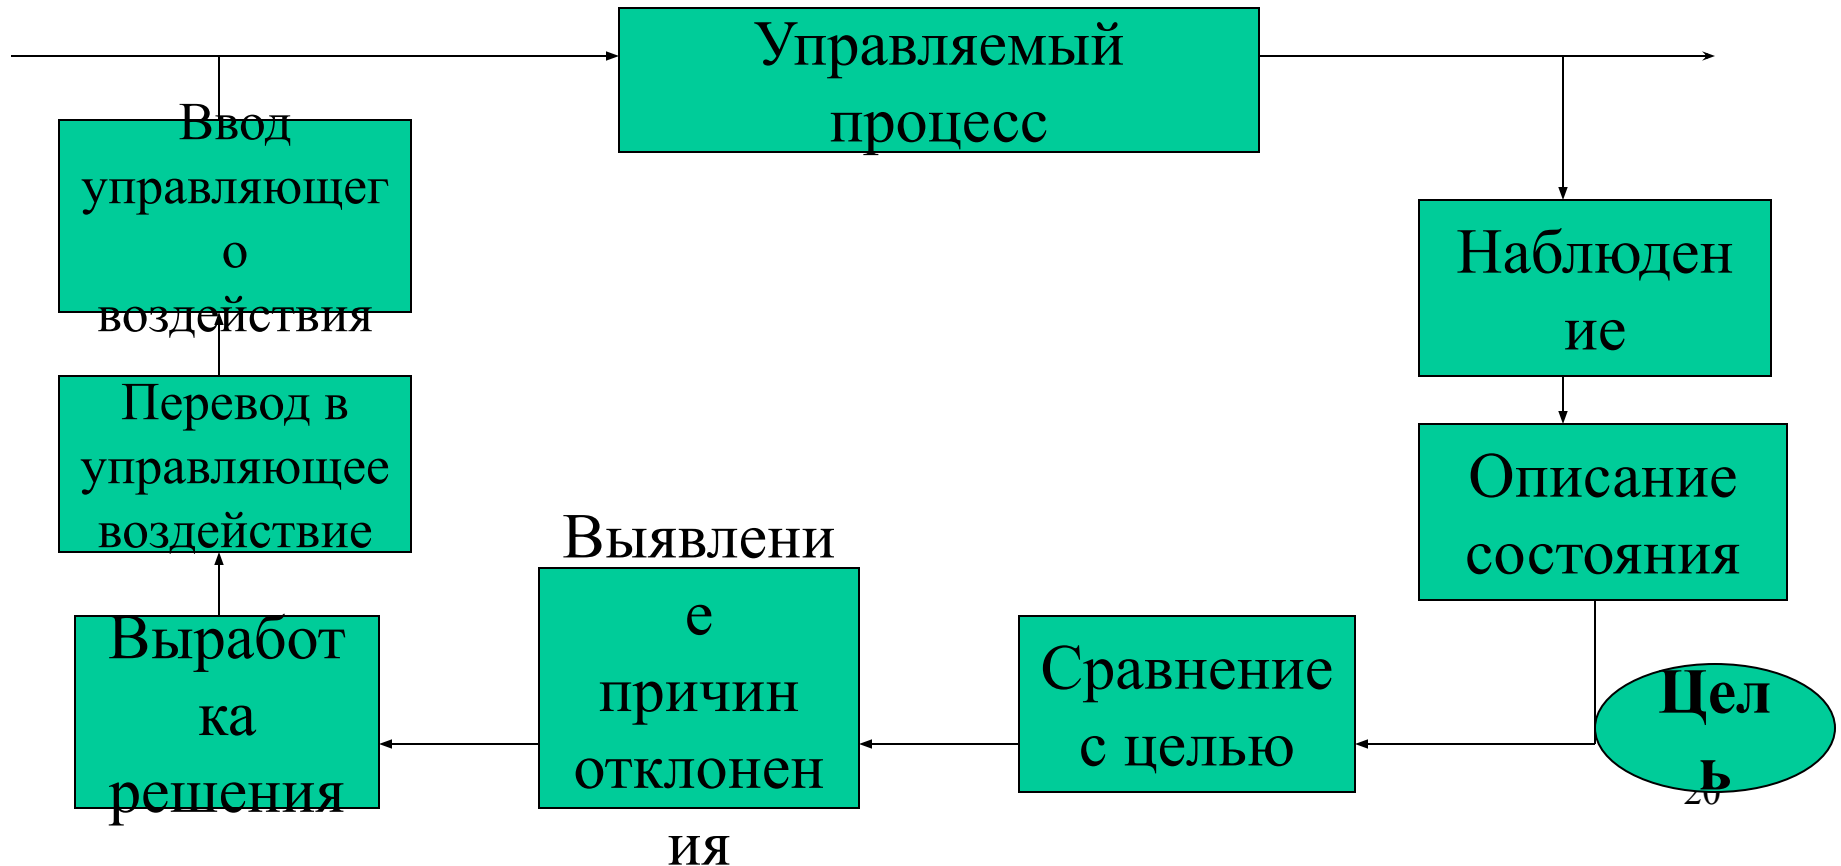 Управляемый
процесс
Ввод
управляющег
о
воздействия
Наблюден
ие
Перевод в
управляющее
воздействие
Описание
состояния
Выявлени
е
причин
отклонен
ия
Выработ
ка
решения
Сравнение
с целью
Цел
ь
20